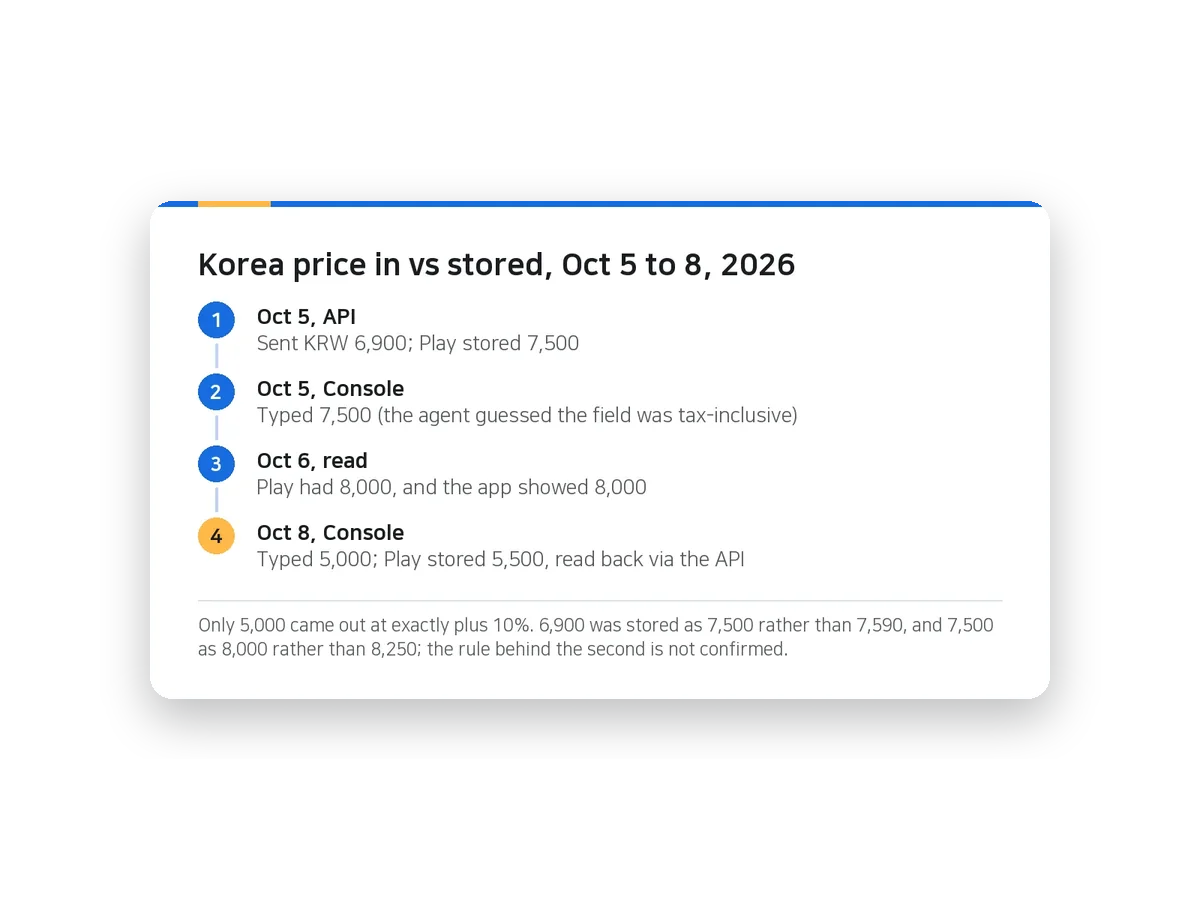 Korea price in vs stored, Oct 5 to 8, 2026
1
Oct 5, API
Sent KRW 6,900; Play stored 7,500
2
Oct 5, Console
Typed 7,500 (the agent guessed the field was tax-inclusive)
3
Oct 6, read
Play had 8,000, and the app showed 8,000
4
Oct 8, Console
Typed 5,000; Play stored 5,500, read back via the API
Only 5,000 came out at exactly plus 10%. 6,900 was stored as 7,500 rather than 7,590, and 7,500
as 8,000 rather than 8,250; the rule behind the second is not confirmed.